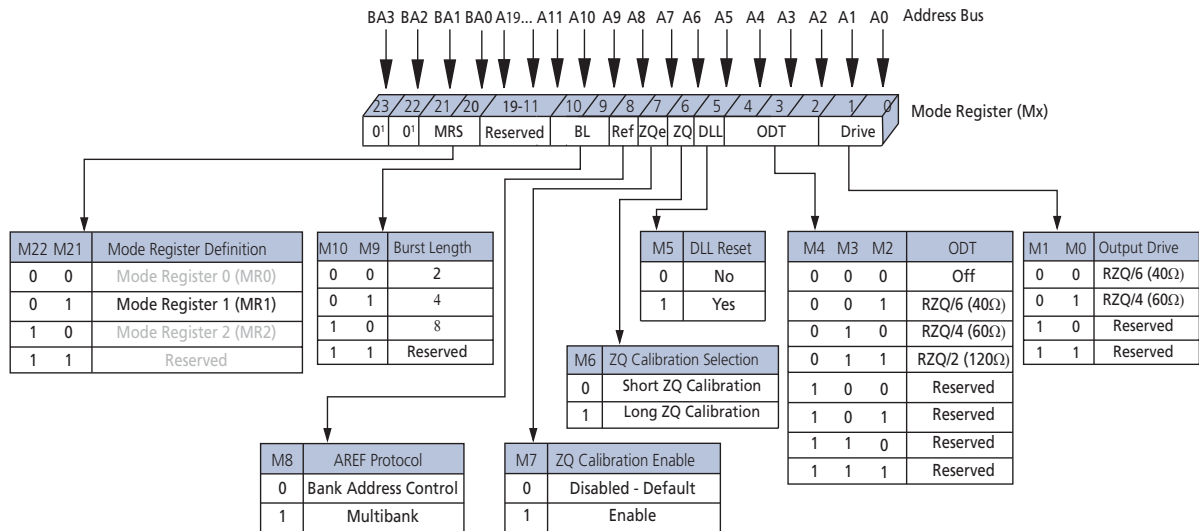 BA3 BA2 BA1 BA0 A19... A11 A10 A9 A8 A7 A6 A5 A4 A3 A2 A1 A0 Address Bus
23 22 21 20 19-11 10 9 8 7 6 5 4 3 2 1 0 Mode Register (Mx)
0¹ 0¹ MRS Reserved BL Ref ZQe ZQ DLL ODT Drive
M22 M21 Mode Register Definition
0 0 Mode Register 0 (MR0)
0 1 Mode Register 1 (MR1)
1 0 Mode Register 2 (MR2)
1 1 Reserved
M10 M9 Burst Length
0 0 2
0 1 4
1 0 8
1 1 Reserved
M5 DLL Reset
0 No
1 Yes
M4 M3 M2 ODT
0 0 0 Off
0 0 1 RZQ/6 (40Ω)
0 1 0 RZQ/4 (60Ω)
0 1 1 RZQ/2 (120Ω)
1 0 0 Reserved
1 0 1 Reserved
1 1 0 Reserved
1 1 1 Reserved
M1 M0 Output Drive
0 0 RZQ/6 (40Ω)
0 1 RZQ/4 (60Ω)
1 0 Reserved
1 1 Reserved
M6 ZQ Calibration Selection
0 Short ZQ Calibration
1 Long ZQ Calibration
M8 AREF Protocol
0 Bank Address Control
1 Multibank
M7 ZQ Calibration Enable
0 Disabled - Default
1 Enable